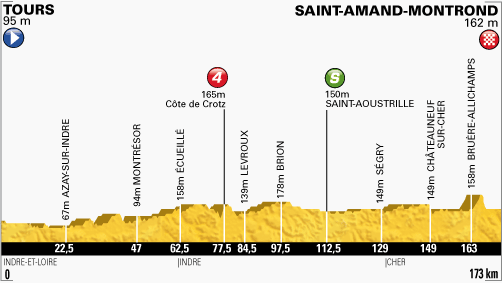 TOURS
95 m
SAINT-AMAND-MONTROND
162 m
4
165m
Côte de Crotz
S
150m
SAINT-AOUSTRILLE
67m AZAY-SUR-INDRE
94m MONTRÉSOR
158m ÉCUEILLÉ
139m LEVROUX
178m BRION
149m SÉGRY
149m CHÂTEAUNEUF
SUR-CHER
158m BRUÈRE-ALLICHAMPS
22,5
47
62,5
77,5
84,5
97,5
112,5
129
149
163
INDRE-ET-LOIRE
INDRE
CHER
0
173 km